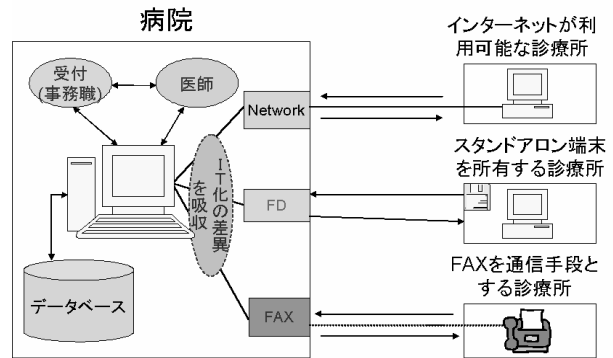 病院
受付
(事務職)
医師
IT化の差異
を吸収
データベース
Network
FD
FAX
インターネットが利
用可能な診療所
スタンドアロン端末
を所有する診療所
FAXを通信手段と
する診療所